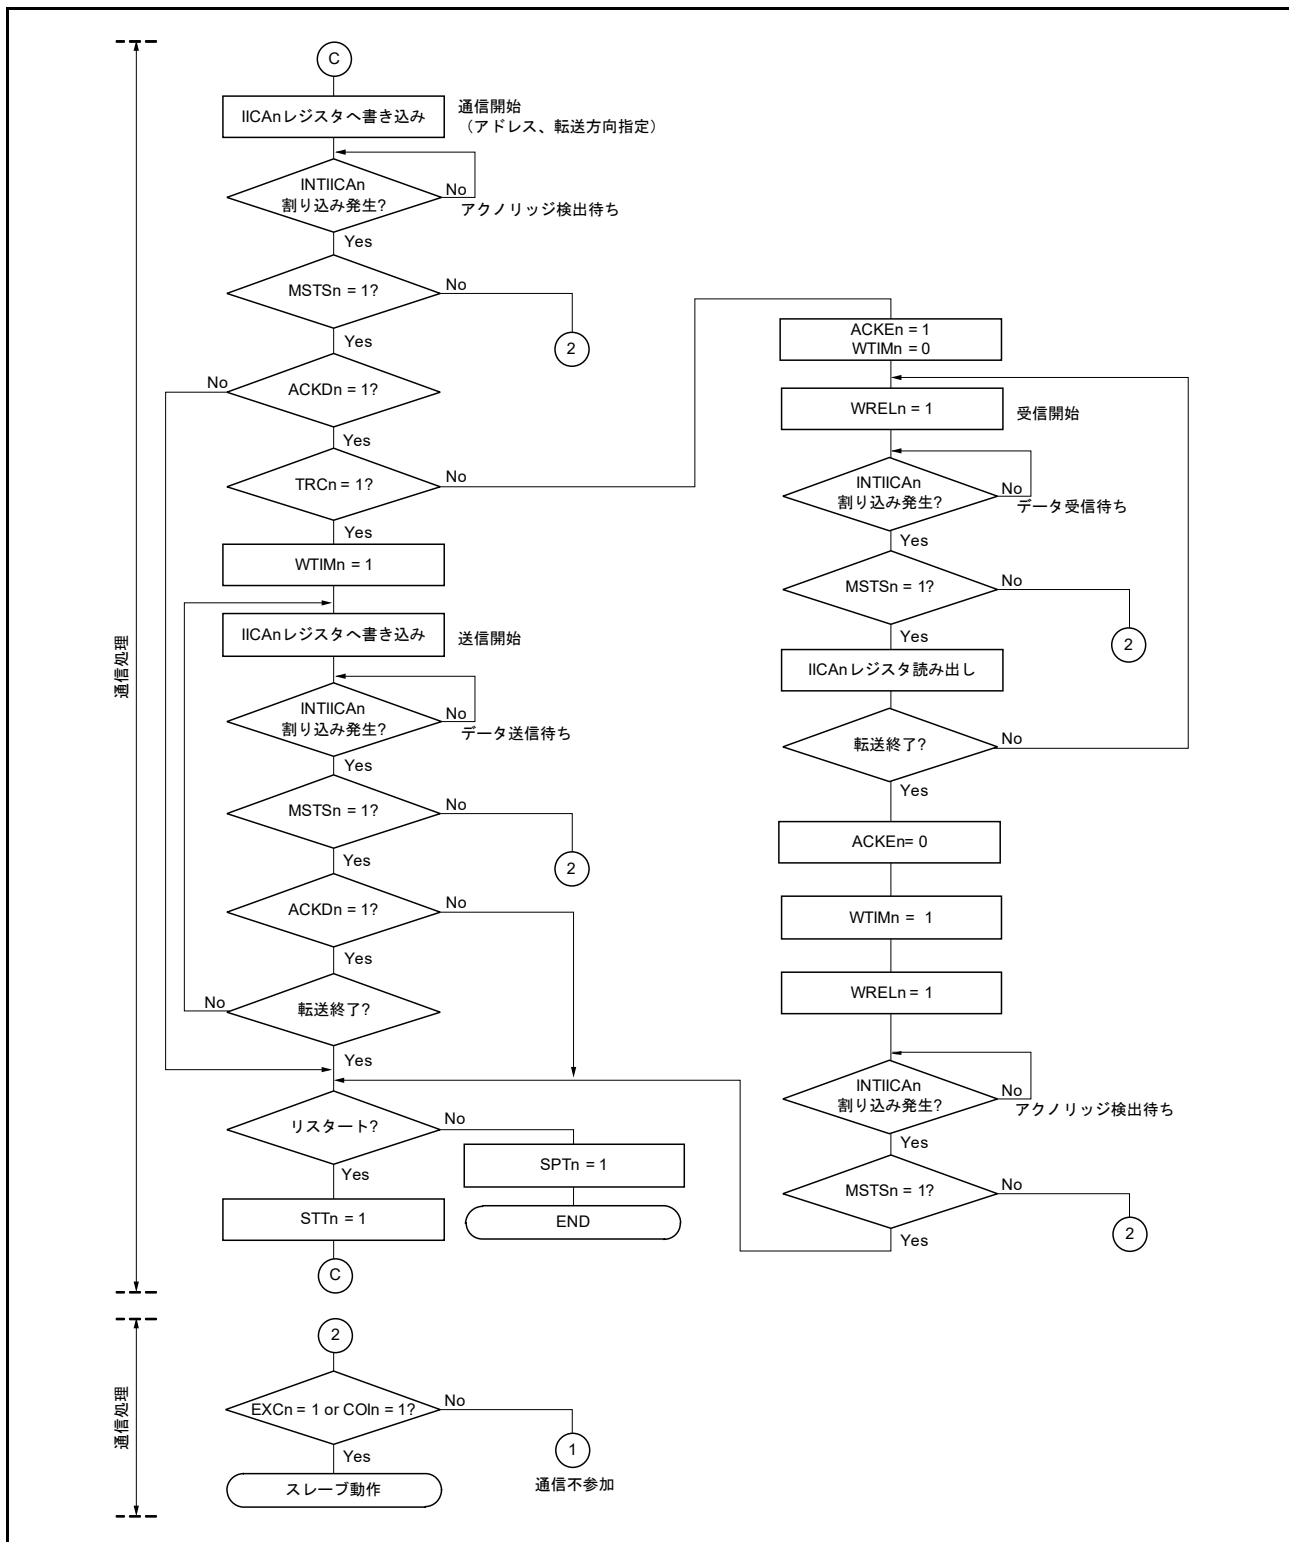 C
IICAnレジスタへ書き込み
通信開始
（アドレス、転送方向指定）
INTIICAn
割り込み発生?
No
アクノリッジ検出待ち
Yes
MSTSn = 1?
No
2
Yes
ACKDn = 1?
No
Yes
TRCn = 1?
No
Yes
WTIMn = 1
IICAnレジスタへ書き込み
送信開始
INTIICAn
割り込み発生?
No
データ送信待ち
Yes
MSTSn = 1?
No
2
Yes
ACKDn = 1?
No
Yes
転送終了?
No
Yes
リスタート?
No
Yes
SPTn = 1
END
STTn = 1
C
通信処理
ACKEn = 1
WTIMn = 0
WRELn = 1
受信開始
INTIICAn
割り込み発生?
No
データ受信待ち
Yes
MSTSn = 1?
No
2
Yes
IICAnレジスタ読み出し
転送終了?
No
Yes
ACKEn= 0
WTIMn = 1
WRELn = 1
INTIICAn
割り込み発生?
No
アクノリッジ検出待ち
Yes
MSTSn = 1?
No
2
Yes
2
EXCn = 1 or COIn = 1?
No
1
通信不参加
Yes
スレーブ動作
通信処理